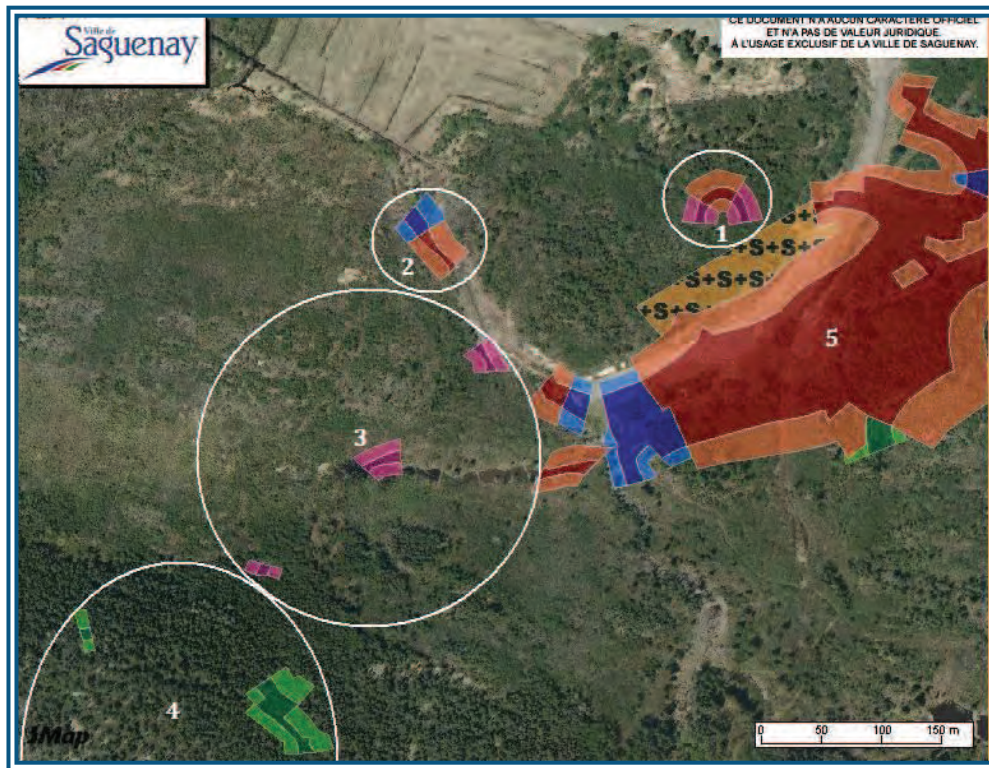 Ville de
Saguenay
CE DOCUMENT N'A AUCUN CARACTÈRE OFFICIEL
ET N'A PAS DE VALEUR JURIDIQUE.
À L'USAGE EXCLUSIF DE LA VILLE DE SAGUENAY.
1
+S+
2
+S+S+S+
+S+S+S
+S+S
5
3
4
Map
0 50 100 150 m